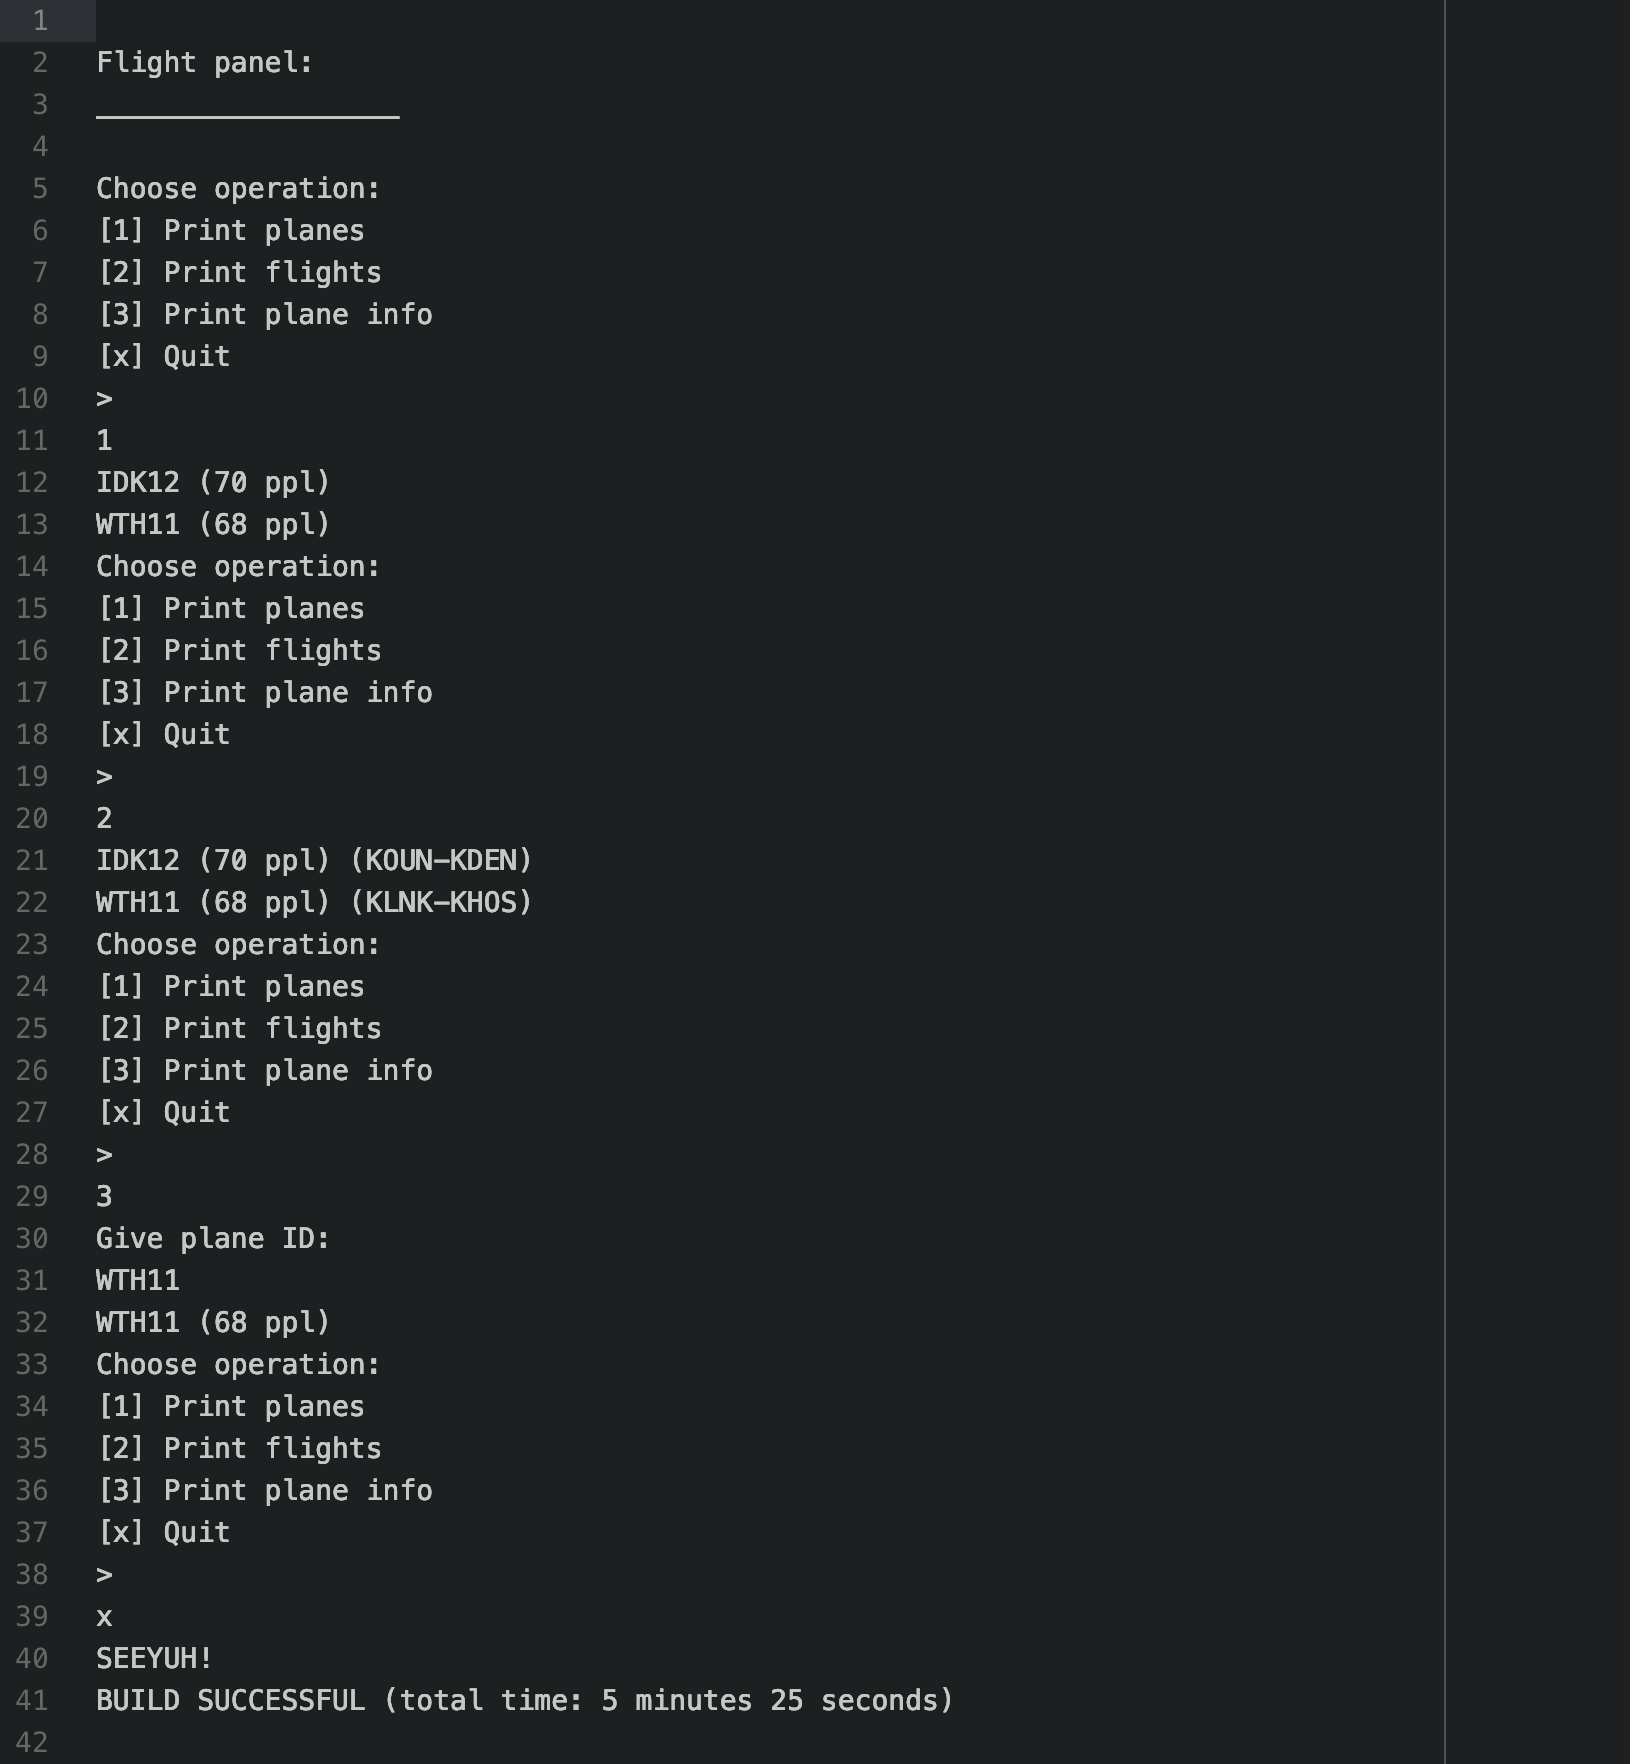 1
2 Flight panel:
3 __________________
4
5 Choose operation:
6 [1] Print planes
7 [2] Print flights
8 [3] Print plane info
9 [x] Quit
10 >
11 1
12 IDK12 (70 ppl)
13 WTH11 (68 ppl)
14 Choose operation:
15 [1] Print planes
16 [2] Print flights
17 [3] Print plane info
18 [x] Quit
19 >
20 2
21 IDK12 (70 ppl) (KOUN-KDEN)
22 WTH11 (68 ppl) (KLNK-KHOS)
23 Choose operation:
24 [1] Print planes
25 [2] Print flights
26 [3] Print plane info
27 [x] Quit
28 >
29 3
30 Give plane ID:
31 WTH11
32 WTH11 (68 ppl)
33 Choose operation:
34 [1] Print planes
35 [2] Print flights
36 [3] Print plane info
37 [x] Quit
38 >
39 x
40 SEEYUH!
41 BUILD SUCCESSFUL (total time: 5 minutes 25 seconds)
42